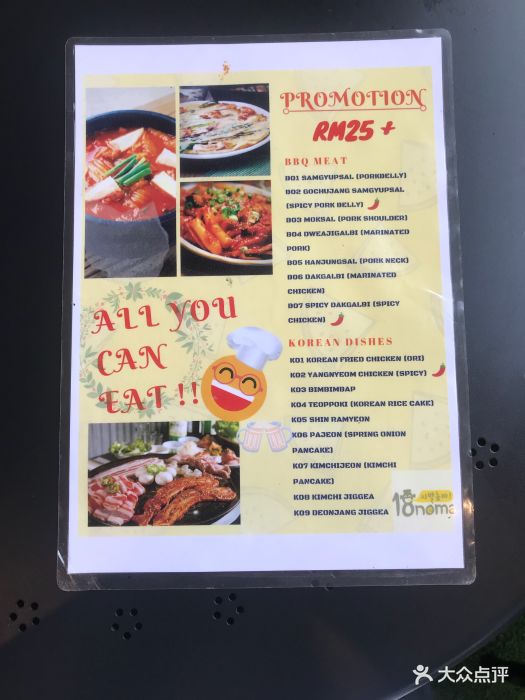 PROMOTION
RM25 +
BBQ MEAT
B01 SAMGYUPSAL (PORKBELLY)
B02 GOCHUJANG SAMGYUPSAL
(SPICY PORK BELLY)
B03 MOKSAL (PORK SHOULDER)
B04 DWEAJIGALBI (MARINATED
PORK)
B05 HANJUNGSAL (PORK NECK)
B06 DAKGALBI (MARINATED
CHICKEN)
B07 SPICY DAKGALBI (SPICY
CHICKEN)
ALL YOU
CAN
EAT !!
KOREAN DISHES
K01 KOREAN FRIED CHICKEN (ORI)
K02 YANGNYEOM CHICKEN (SPICY)
K03 BIMBIMBAP
K04 TEOPPOKI (KOREAN RICE CAKE)
K05 SHIN RAMYEON
K06 PAJEON (SPRING ONION
PANCAKE)
K07 KIMCHIJEON (KIMCHI
PANCAKE)
K08 KIMCHI JIGGEA
K09 DEONJANG JIGGEA
18noma
大众点评